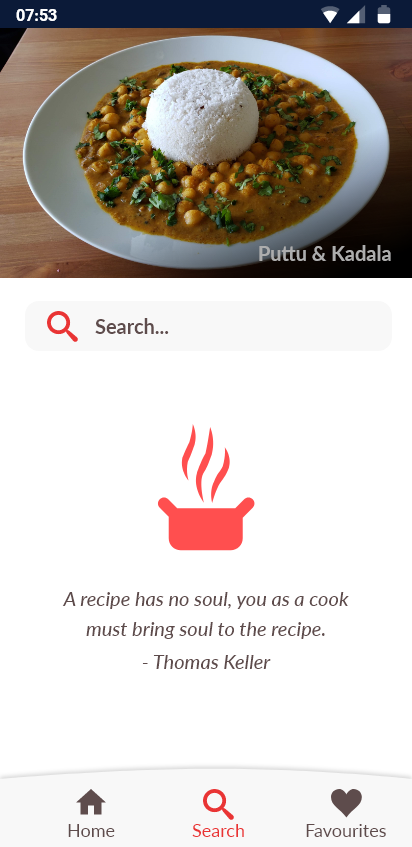 07:53
Puttu & Kadala
Search...
A recipe has no soul, you as a cook
must bring soul to the recipe.
- Thomas Keller
Home
Search
Favourites